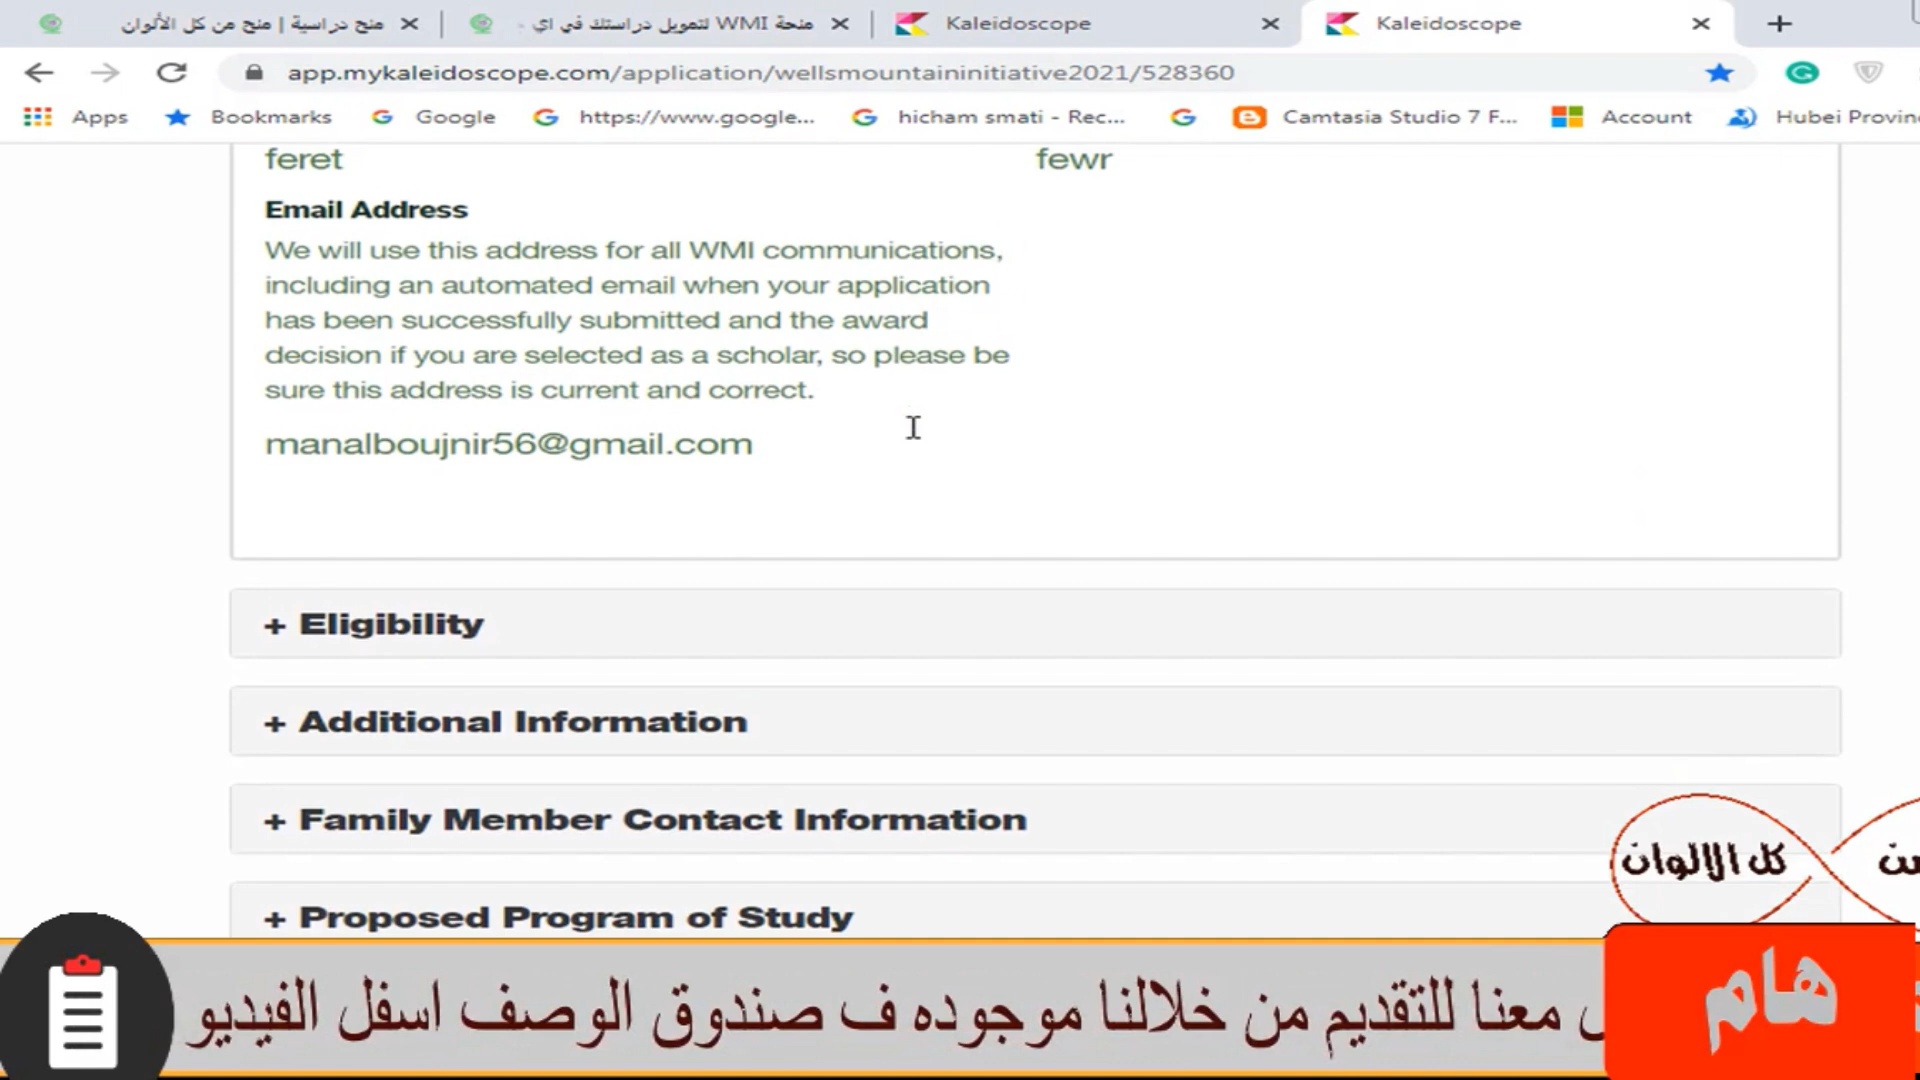 منح دراسية | منح من كل الألوان
منحة WMI لتمويل دراستك في اي -
Kaleidoscope
Kaleidoscope
app.mykaleidoscope.com/application/wellsmountaininitiative2021/528360
Apps
Bookmarks
Google
https://www.google...
hicham smati - Rec...
Camtasia Studio 7 F...
Account
Hubei Provin
feret
fewr
Email Address
We will use this address for all WMI communications,
including an automated email when your application
has been successfully submitted and the award
decision if you are selected as a scholar, so please be
sure this address is current and correct.
manalboujnir56@gmail.com
+ Eligibility
+ Additional Information
+ Family Member Contact Information
+ Proposed Program of Study
كل الالوان
هام
معنا للتقديم من خلالنا موجوده ف صندوق الوصف اسفل الفيديو